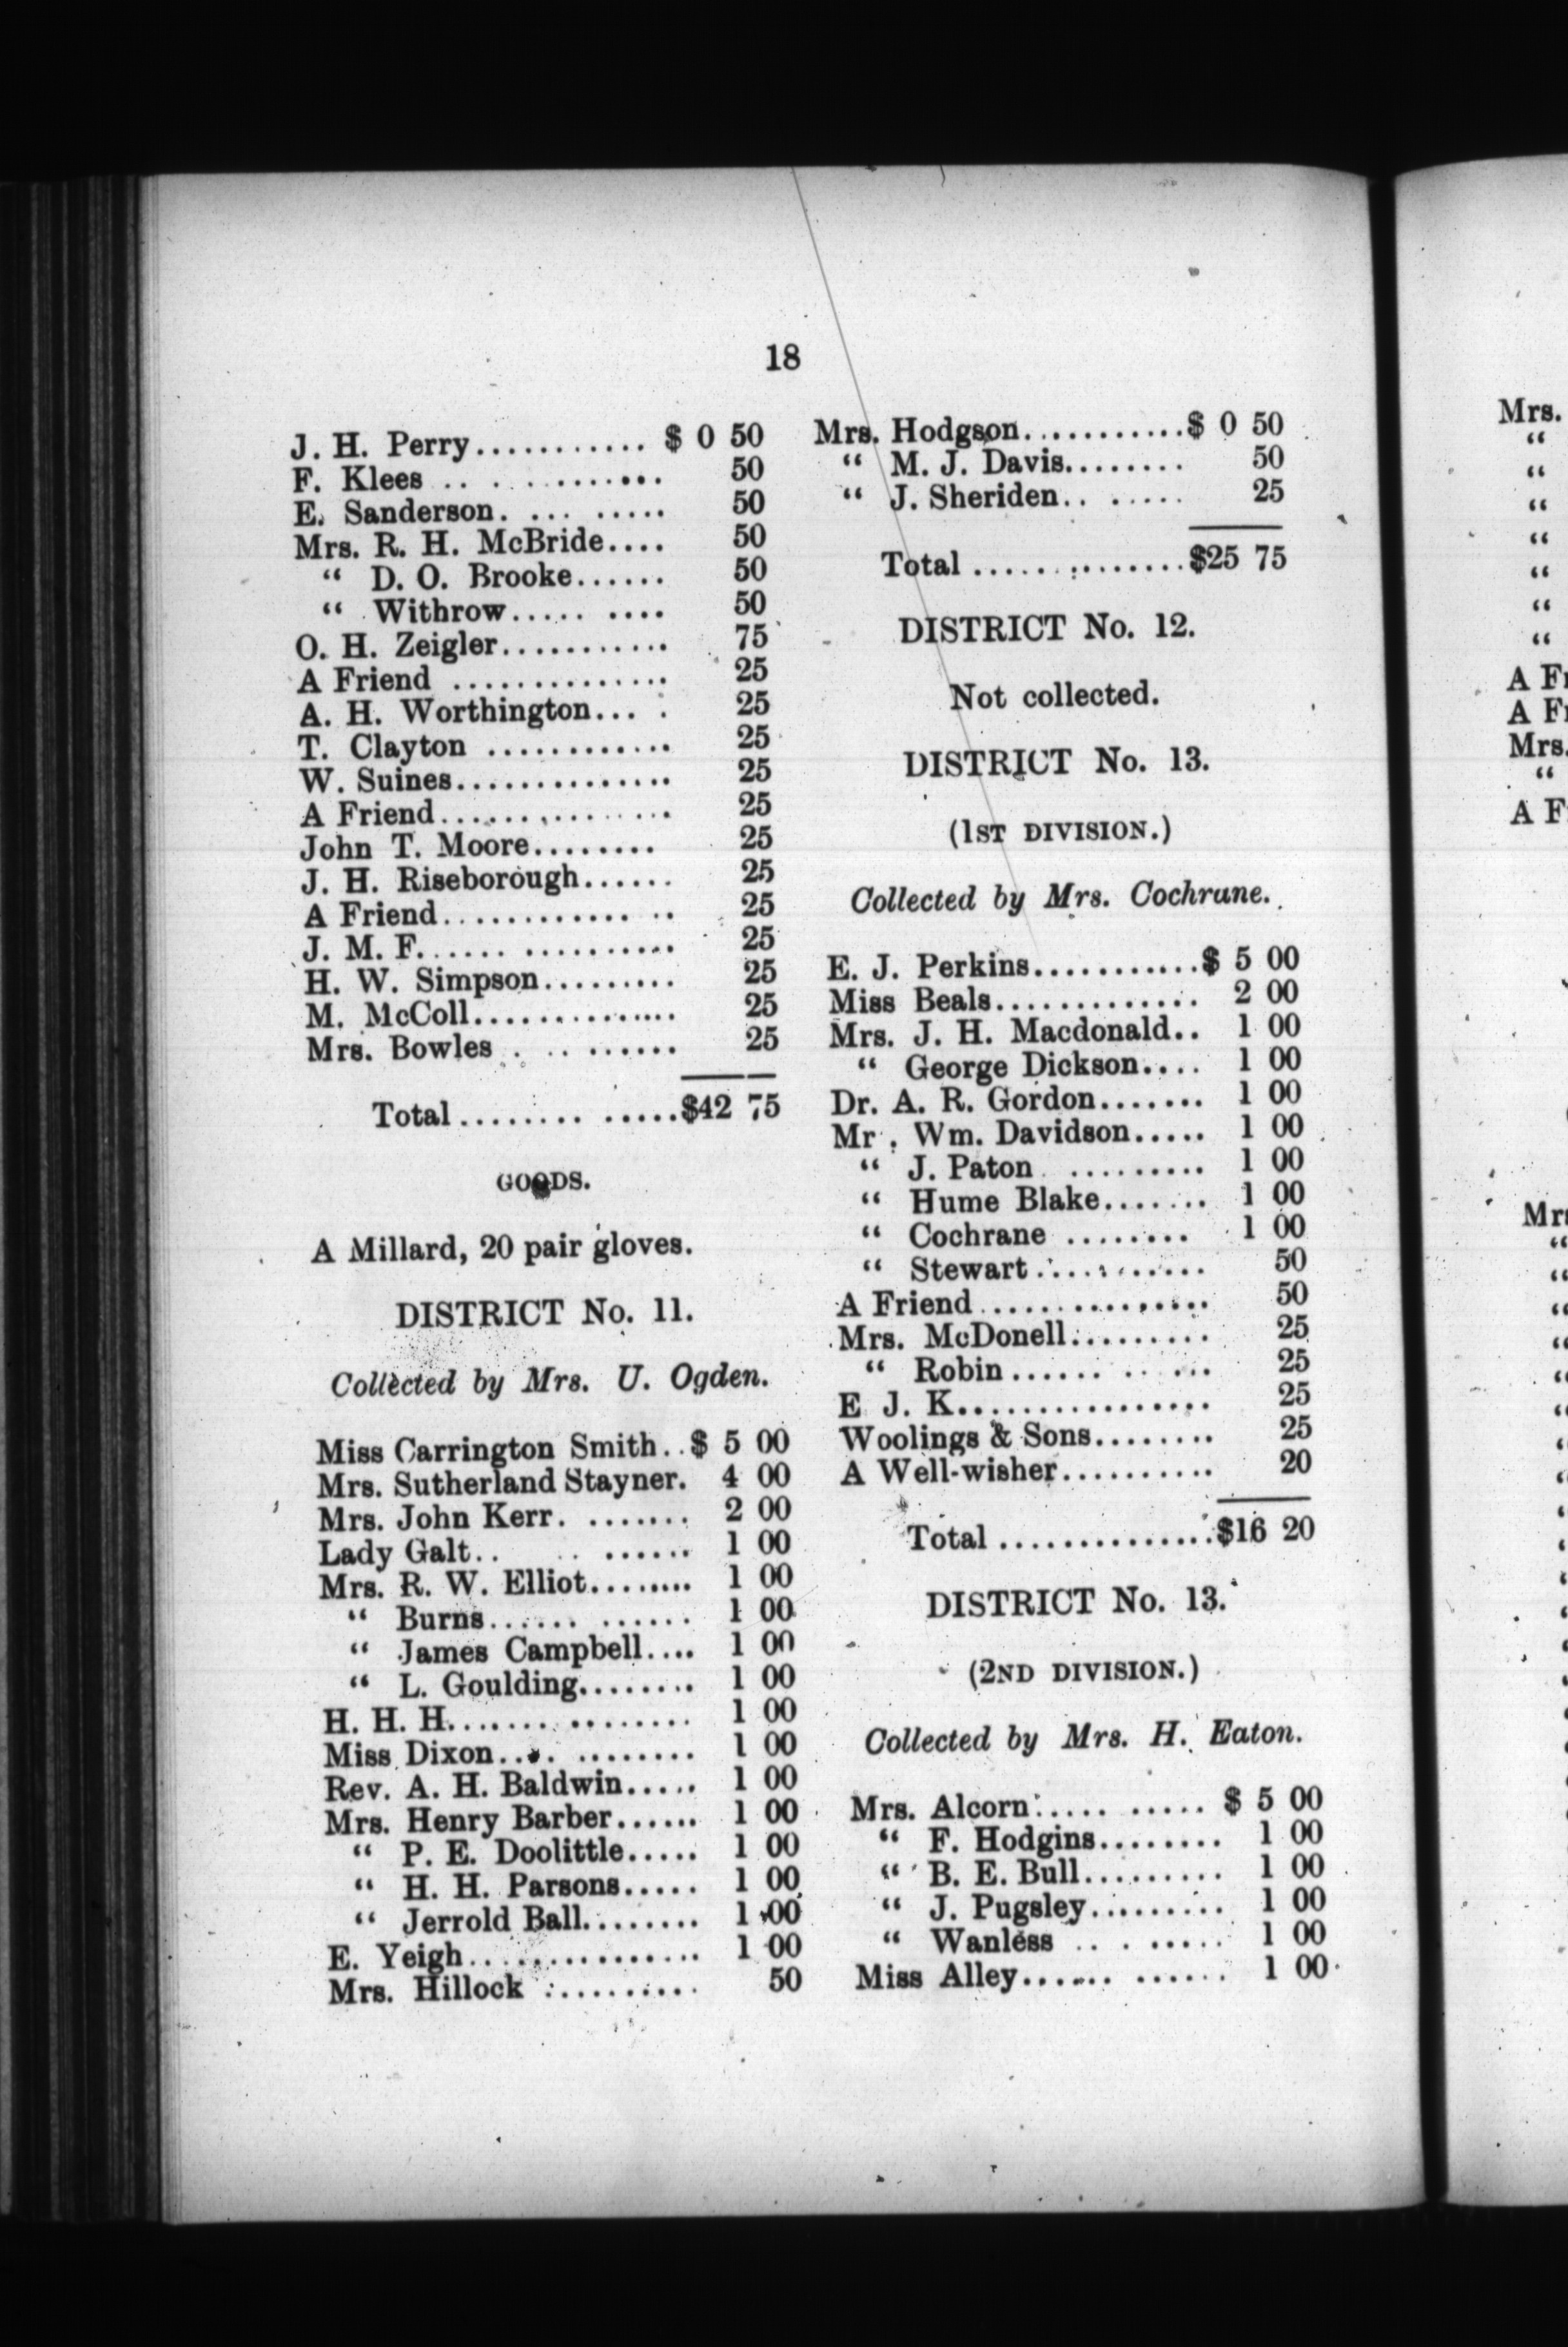 18
J. H. Perry............ $ 0 50
F. Klees .. . ......... 50
E. Sanderson. ... ..... 50
Mrs. R. H. McBride.... 50
“ D. O. Brooke...... 50
“ Withrow..... .... 50
O. H. Zeigler........... 75
A Friend .............. 25
A. H. Worthington... . 25
T. Clayton ............ 25
W. Suines.............. 25
A Friend............... 25
John T. Moore........ 25
J. H. Riseborough...... 25
A Friend............ .. 25
J. M. F...... .......... 25
H. W. Simpson......... 25
M. McColl............. 25
Mrs. Bowles . .. ...... 25
Total ........ .....$42 75
GOODS.
A Millard, 20 pair gloves.
DISTRICT No. 11.
Collected by Mrs. U. Ogden.
Miss Carrington Smith..$ 5 00
Mrs. Sutherland Stayner. 4 00
Mrs. John Kerr. ....... 2 00
Lady Galt.. .. ...... 1 00
Mrs. R. W. Elliot........ 1 00
“ Burns...... ...... 1 00
“ James Campbell.... 1 00
“ L. Goulding........ 1 00
H. H. H....... ........ 1 00
Miss Dixon.... ........ 1 00
Rev. A. H. Baldwin..... 1 00
Mrs. Henry Barber...... 1 00
“ P. E. Doolittle..... 1 00
“ H. H. Parsons..... 1 00
“ Jerrold Ball........ 1 00
E. Yeigh............... 1 00
Mrs. Hillock .......... 50
Mrs. Hodgson...........$ 0 50
“ M. J. Davis........ 50
“ J. Sheriden.. ..... 25
Total ..............$25 75
DISTRICT No. 12.
Not collected.
DISTRICT No. 13.
(1ST DIVISION.)
Collected by Mrs. Cochrane.
E. J. Perkins...........$ 5 00
Miss Beals............. 2 00
Mrs. J. H. Macdonald.. 1 00
“ George Dickson.... 1 00
Dr. A. R. Gordon....... 1 00
Mr . Wm. Davidson..... 1 00
“ J. Paton ......... 1 00
“ Hume Blake....... 1 00
“ Cochrane ........ 1 00
“ Stewart ........... 50
A Friend ............... 50
Mrs. McDonell......... 25
“ Robin ...... .. ... 25
E J. K................ 25
Woolings & Sons........ 25
A Well-wisher.......... 20
Total ..............$16 20
DISTRICT No. 13.
(2ND DIVISION.)
Collected by Mrs. H. Eaton.
Mrs. Alcorn ..... ..... $ 5 00
“ F. Hodgins........ 1 00
“ B. E. Bull......... 1 00
“ J. Pugsley......... 1 00
“ Wanless .. . ..... 1 00
Miss Alley...... ...... 1 00
Mrs.
“
“
“
“
“
“
“
A Fr
A Fr
Mrs.
“
A F
Mrs
“
“
“
“
“
“